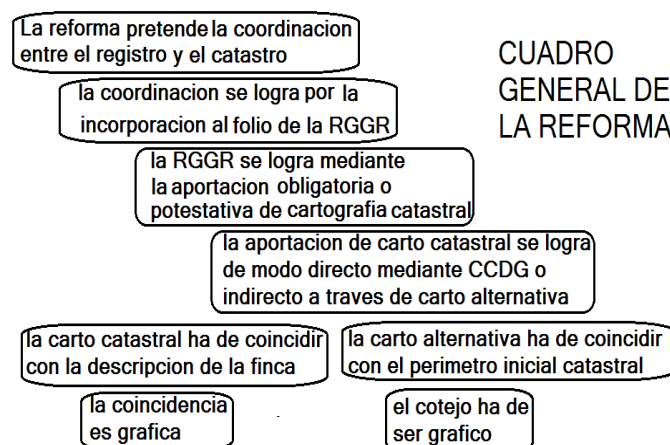 La reforma pretende la coordinacion
entre el registro y el catastro
CUADRO
GENERAL DE
LA REFORMA
la coordinacion se logra por la
incorporacion al folio de la RGGR
la RGGR se logra mediante
la aportacion obligatoria o
potestativa de cartografia catastral
la aportacion de carto catastral se logra
de modo directo mediante CCDG o
indirecto a traves de carto alternativa
la carto catastral ha de coincidir
con la descripcion de la finca
la carto alternativa ha de coincidir
con el perimetro inicial catastral
la coincidencia
es grafica
el cotejo ha de
ser grafico